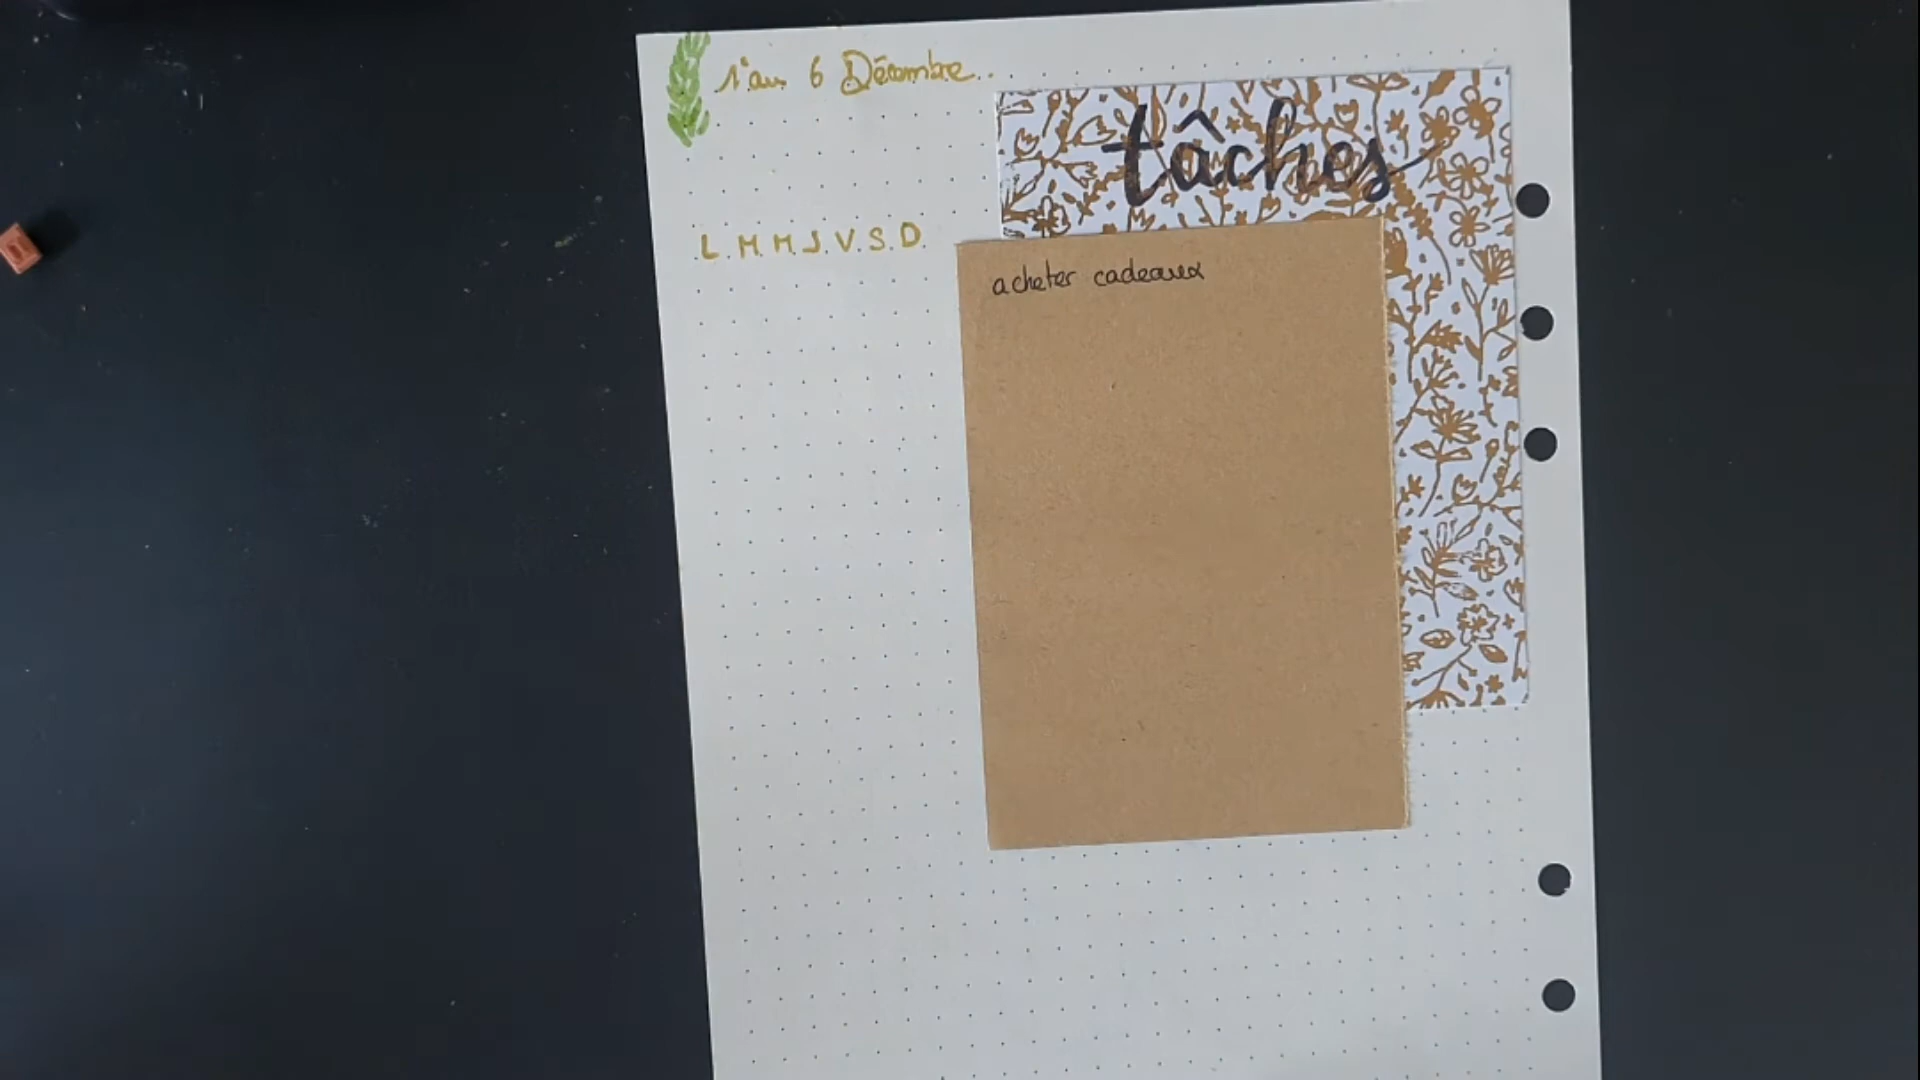 1er au 6 Décembre..
tâches
L. M. M. J. V. S. D.
acheter cadeaux